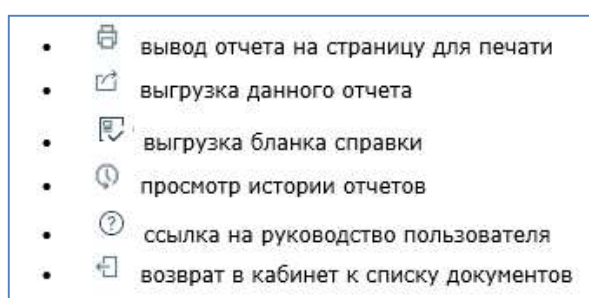 • вывод отчета на страницу для печати
• выгрузка данного отчета
• выгрузка бланка справки
• просмотр истории отчетов
• ссылка на руководство пользователя
• возврат в кабинет к списку документов